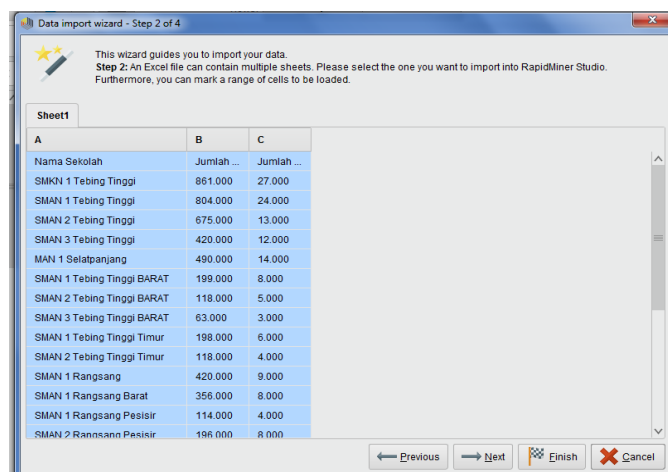 Data import wizard - Step 2 of 4
This wizard guides you to import your data.
Step 2: An Excel file can contain multiple sheets. Please select the one you want to import into RapidMiner Studio.
Furthermore, you can mark a range of cells to be loaded.
Sheet1
A B C
Nama Sekolah Jumlah ... Jumlah ...
SMKN 1 Tebing Tinggi 861.000 27.000
SMAN 1 Tebing Tinggi 804.000 24.000
SMAN 2 Tebing Tinggi 675.000 13.000
SMAN 3 Tebing Tinggi 420.000 12.000
MAN 1 Selatpanjang 490.000 14.000
SMAN 1 Tebing Tinggi BARAT 199.000 8.000
SMAN 2 Tebing Tinggi BARAT 118.000 5.000
SMAN 3 Tebing Tinggi BARAT 63.000 3.000
SMAN 1 Tebing Tinggi Timur 198.000 6.000
SMAN 2 Tebing Tinggi Timur 118.000 4.000
SMAN 1 Rangsang 420.000 9.000
SMAN 1 Rangsang Barat 356.000 8.000
SMAN 1 Rangsang Pesisir 114.000 4.000
SMAN 2 Rangsang Pesisir 196.000 8.000
Previous Next Finish Cancel